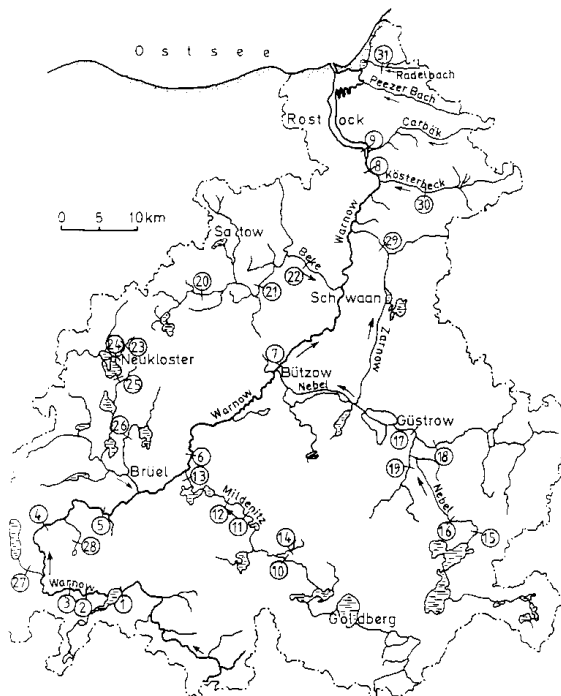 Ostsee
31
Radelbach
Peezer Bach
Rostock
9
Carbäk
8
Kösterbeck
30
0 5 10km
Warnow
Satow
29
Beke
20
21
22
Schwaan
Zarnow
24
23
Neukloster
7
25
Bützow
Nebel
Warnow
26
Güstrow
17
18
Brüel
6
19
13
Mildenitz
Nebel
4
5
12
11
14
16
15
28
10
27
Warnow
3
2
1
Goldberg